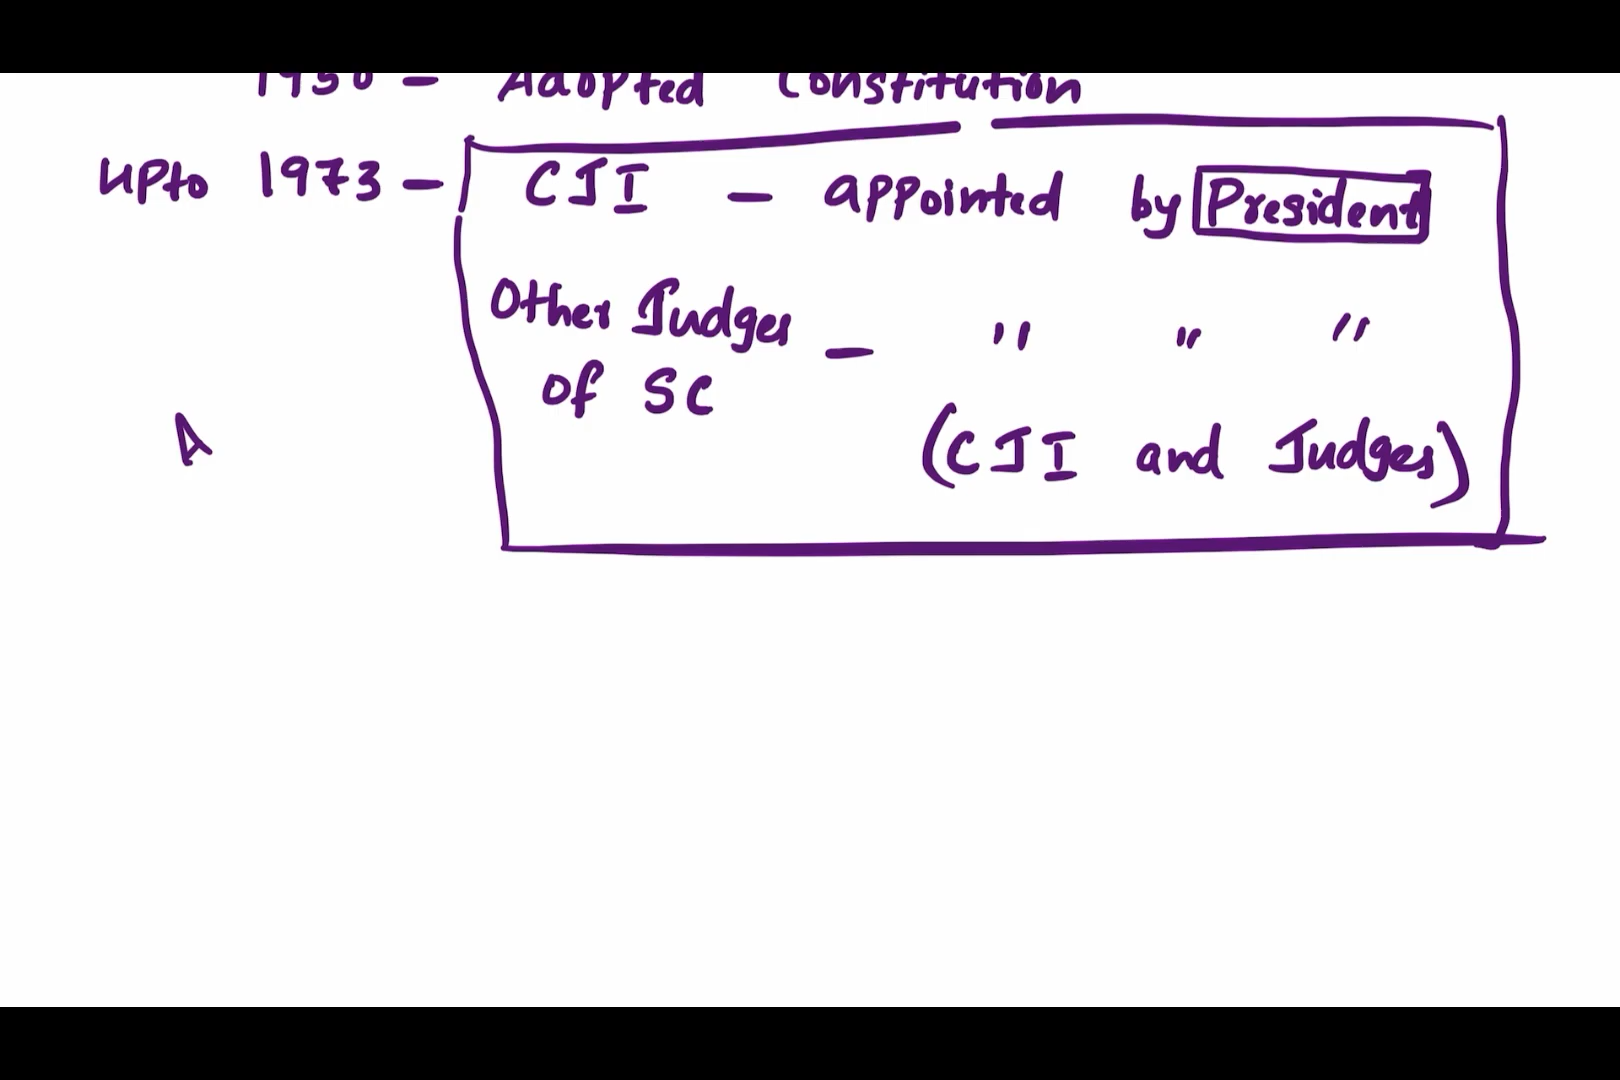 1950 - Adopted Constitution
Upto 1973 - CJI - appointed by President
Other Judges - " " "
of SC
(CJI and Judges)
A